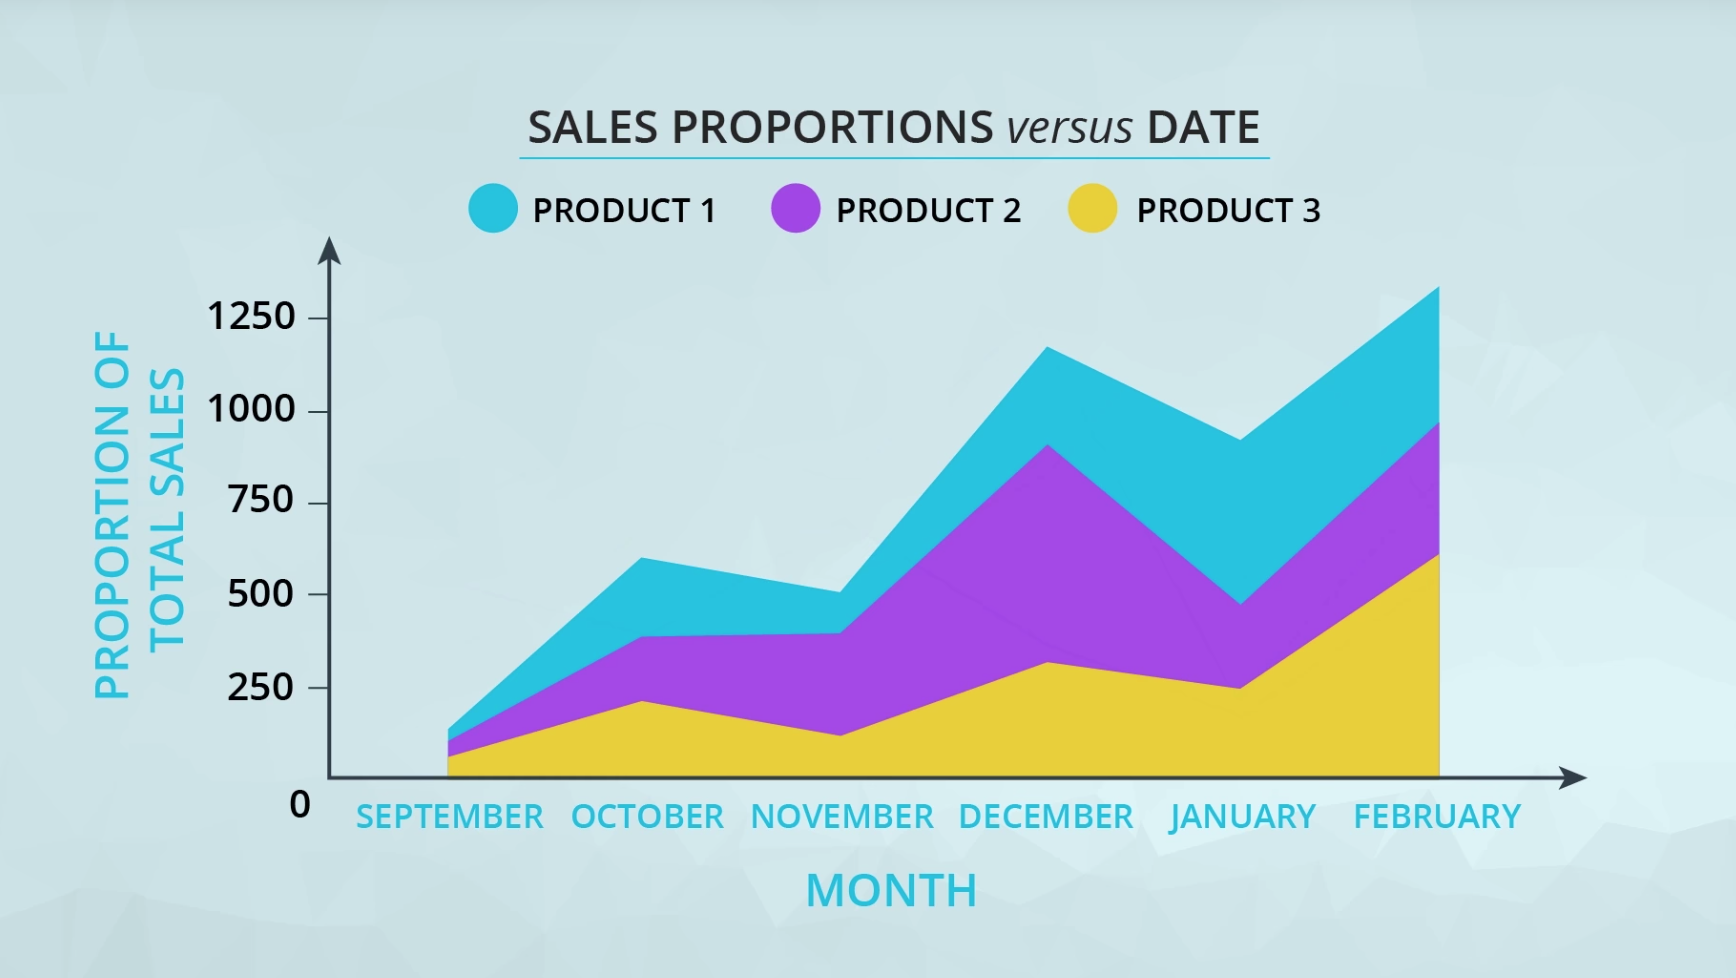 SALES PROPORTIONS versus DATE
PRODUCT 1 PRODUCT 2 PRODUCT 3
PROPORTION OF
TOTAL SALES
1250
1000
750
500
250
0
SEPTEMBER OCTOBER NOVEMBER DECEMBER JANUARY FEBRUARY
MONTH